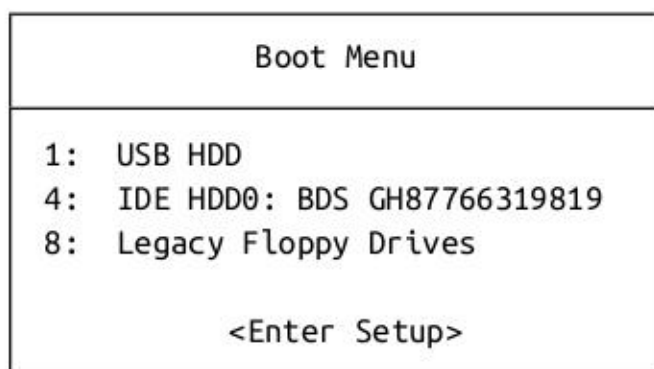 Boot Menu
1: USB HDD
4: IDE HDD0: BDS GH87766319819
8: Legacy Floppy Drives
<Enter Setup>